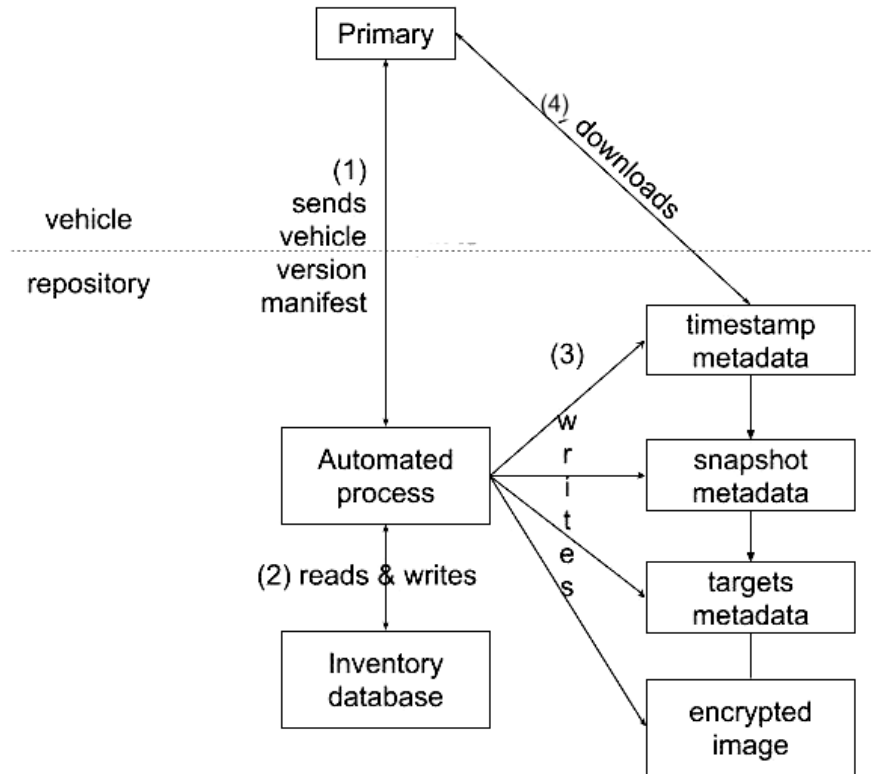 Primary
(4) downloads
(1)
sends
vehicle
version
manifest
vehicle
repository
timestamp
metadata
(3)
writes
Automated
process
snapshot
metadata
(2) reads & writes
targets
metadata
Inventory
database
encrypted
image